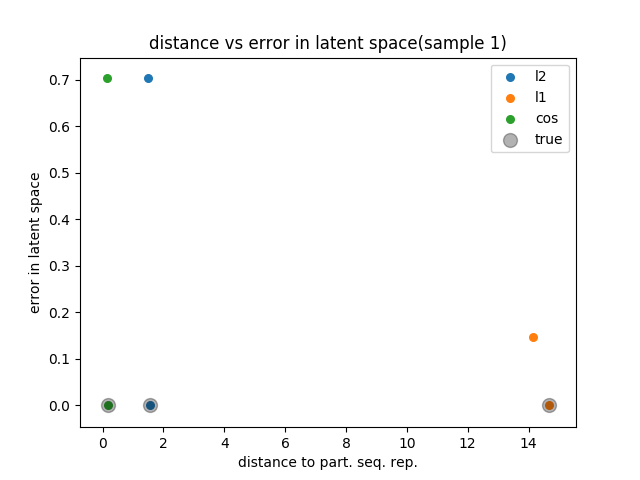 distance vs error in latent space(sample 1)
l2
l1
cos
true
error in latent space
0.7
0.6
0.5
0.4
0.3
0.2
0.1
0.0
0 2 4 6 8 10 12 14
distance to part. seq. rep.